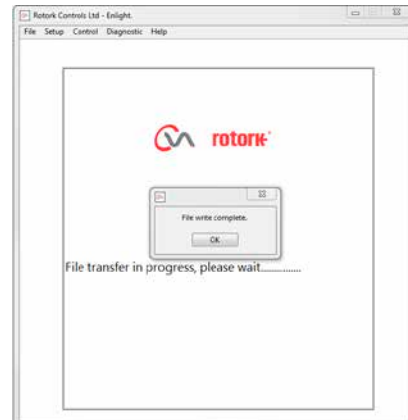 Rotork Controls Ltd - Enlight.
File Setup Control Diagnostic Help
rotork
File write complete.
OK
File transfer in progress, please wait...............